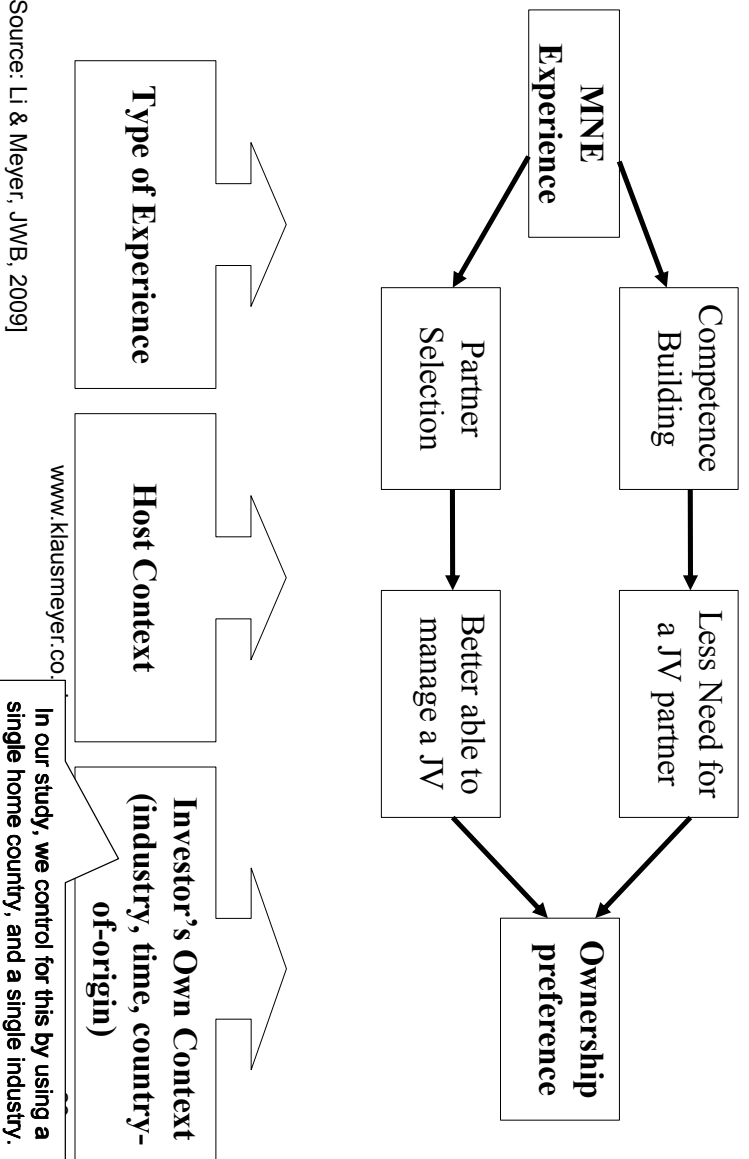 MNE
Experience
Competence
Building
Less Need for
a JV partner
Partner
Selection
Better able to
manage a JV
Ownership
preference
Type of Experience
Host Context
Investor's Own Context
(industry, time, country-
of-origin)
www.klausmeyer.co.
In our study, we control for this by using a
single home country, and a single industry.
Source: Li & Meyer, JWB, 2009]